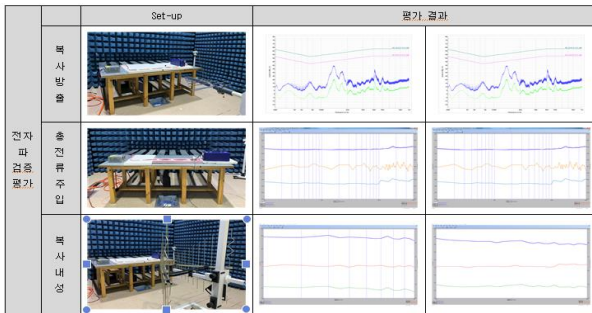 Set-up
평가 결과
전자
파
검증
평가
복
사
방
출
총
전
류
주
입
복
사
내
성